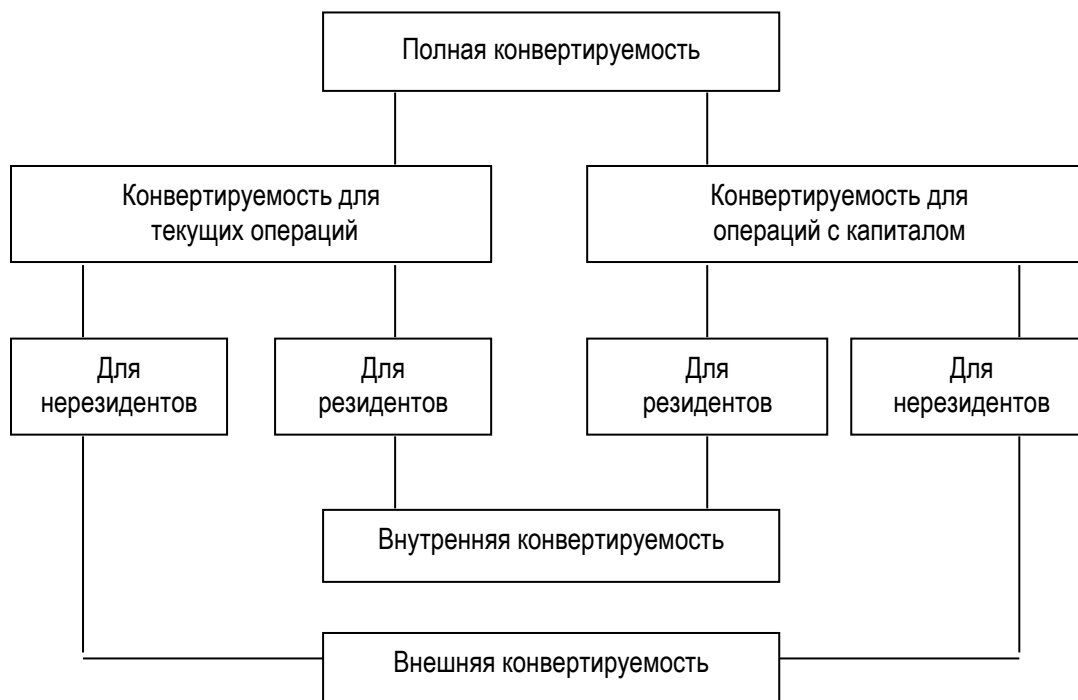 Полная конвертируемость
Конвертируемость для
текущих операций
Конвертируемость для
операций с капиталом
Для
нерезидентов
Для
резидентов
Для
резидентов
Для
нерезидентов
Внутренняя конвертируемость
Внешняя конвертируемость